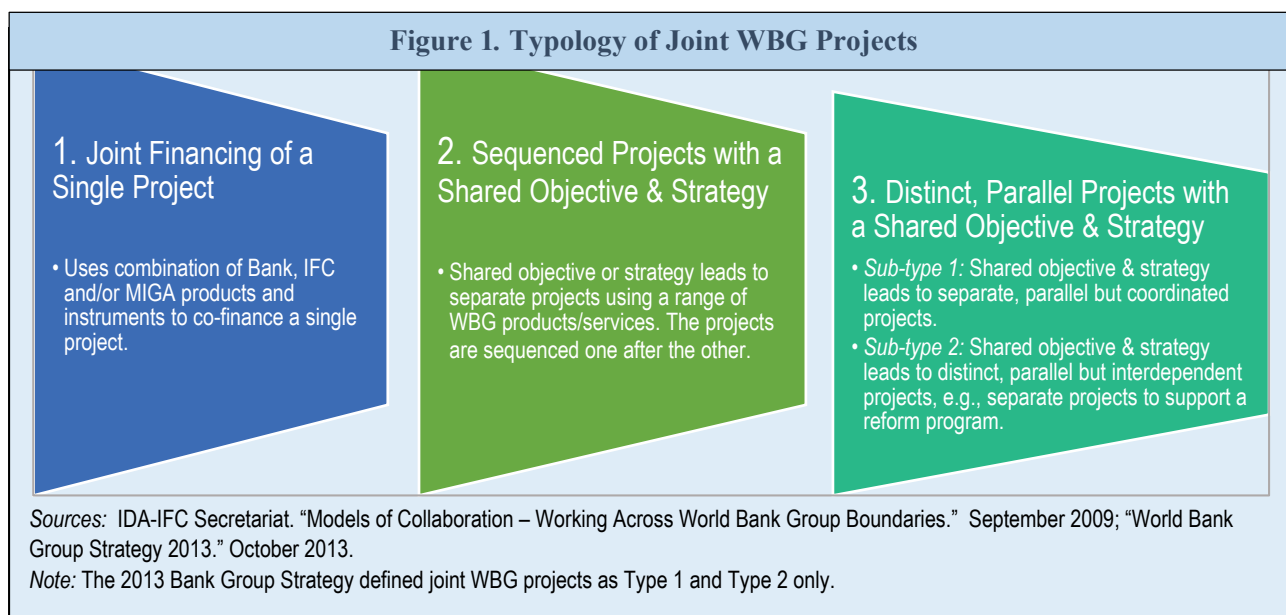 Figure 1. Typology of Joint WBG Projects
1. Joint Financing of a
Single Project
• Uses combination of Bank, IFC
and/or MIGA products and
instruments to co-finance a single
project.
2. Sequenced Projects with a
Shared Objective & Strategy
• Shared objective or strategy leads to
separate projects using a range of
WBG products/services. The projects
are sequenced one after the other.
3. Distinct, Parallel Projects with
a Shared Objective & Strategy
• Sub-type 1: Shared objective & strategy
leads to separate, parallel but coordinated
projects.
• Sub-type 2: Shared objective & strategy
leads to distinct, parallel but interdependent
projects, e.g., separate projects to support a
reform program.
Sources: IDA-IFC Secretariat. “Models of Collaboration – Working Across World Bank Group Boundaries.” September 2009; “World Bank
Group Strategy 2013.” October 2013.
Note: The 2013 Bank Group Strategy defined joint WBG projects as Type 1 and Type 2 only.